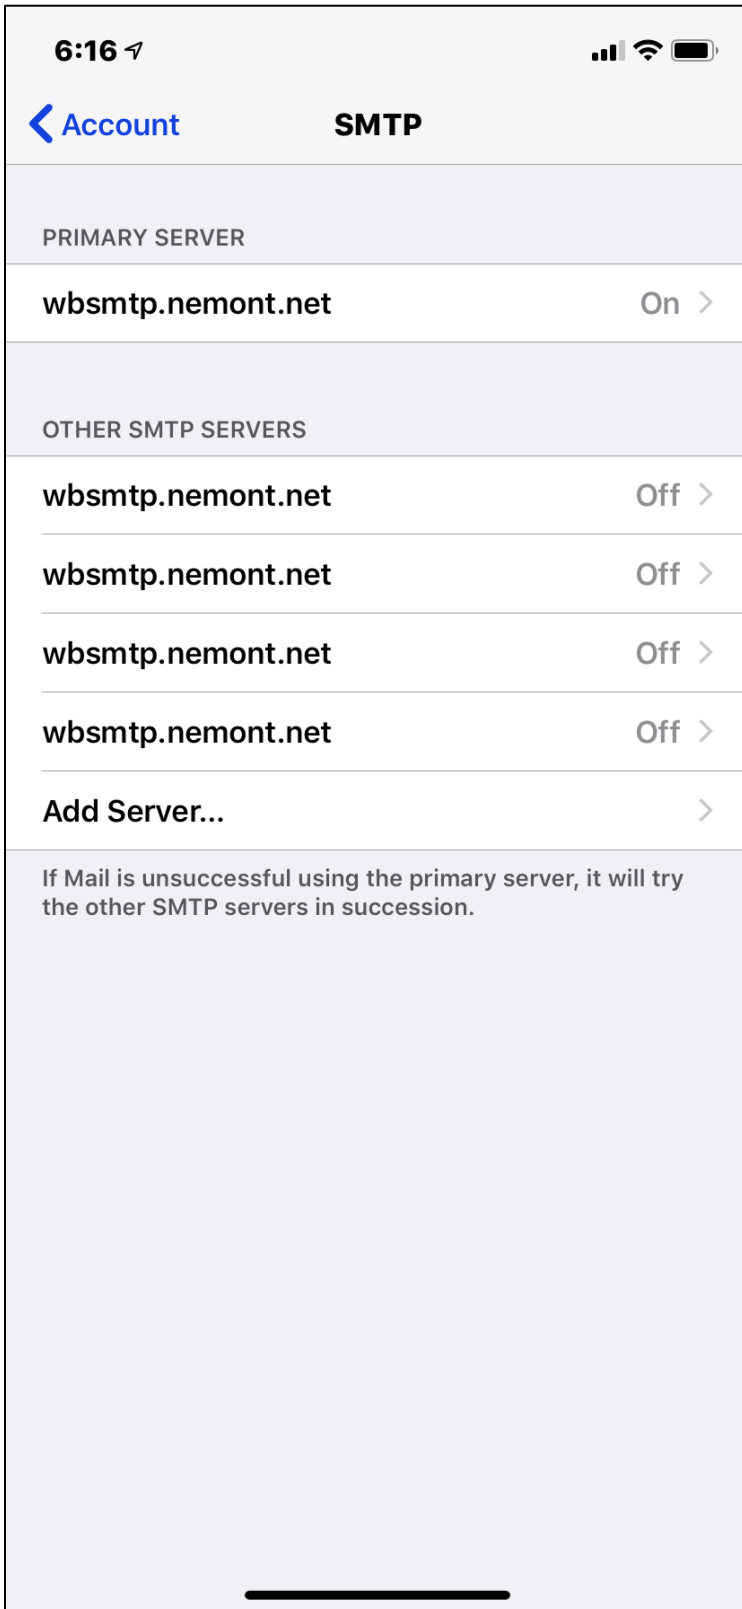 6:16
Account
SMTP
PRIMARY SERVER
wbsmtp.nemont.net On
OTHER SMTP SERVERS
wbsmtp.nemont.net Off
wbsmtp.nemont.net Off
wbsmtp.nemont.net Off
wbsmtp.nemont.net Off
Add Server...
If Mail is unsuccessful using the primary server, it will try
the other SMTP servers in succession.